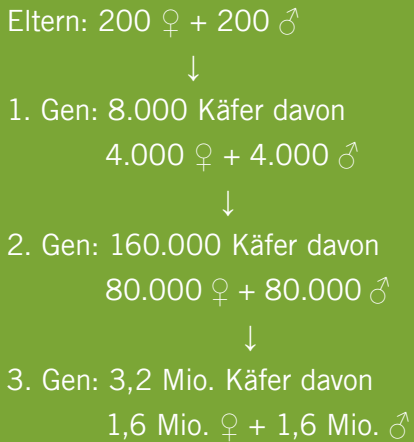 Eltern: 200 ♀ + 200 ♂
↓
1. Gen: 8.000 Käfer davon
4.000 ♀ + 4.000 ♂
↓
2. Gen: 160.000 Käfer davon
80.000 ♀ + 80.000 ♂
↓
3. Gen: 3,2 Mio. Käfer davon
1,6 Mio. ♀ + 1,6 Mio. ♂